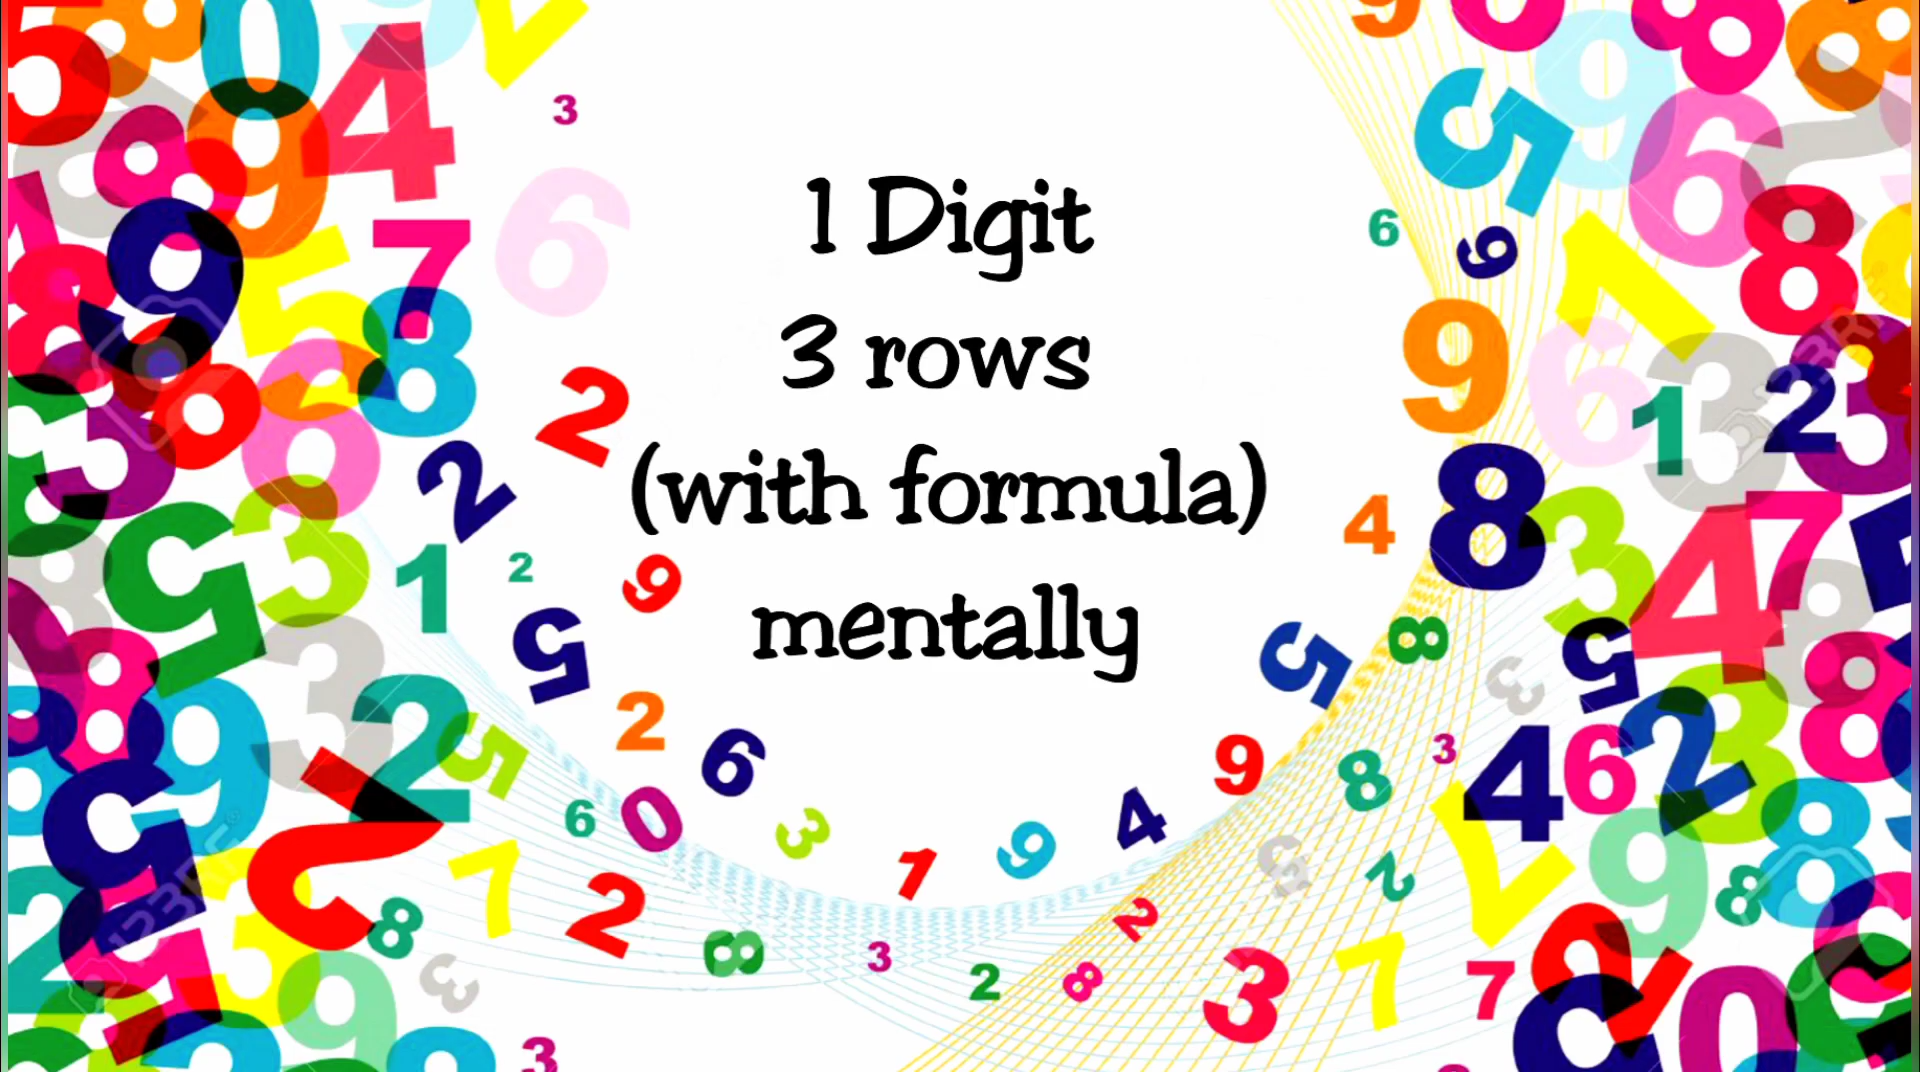 1 Digit
3 rows
(with formula)
mentally